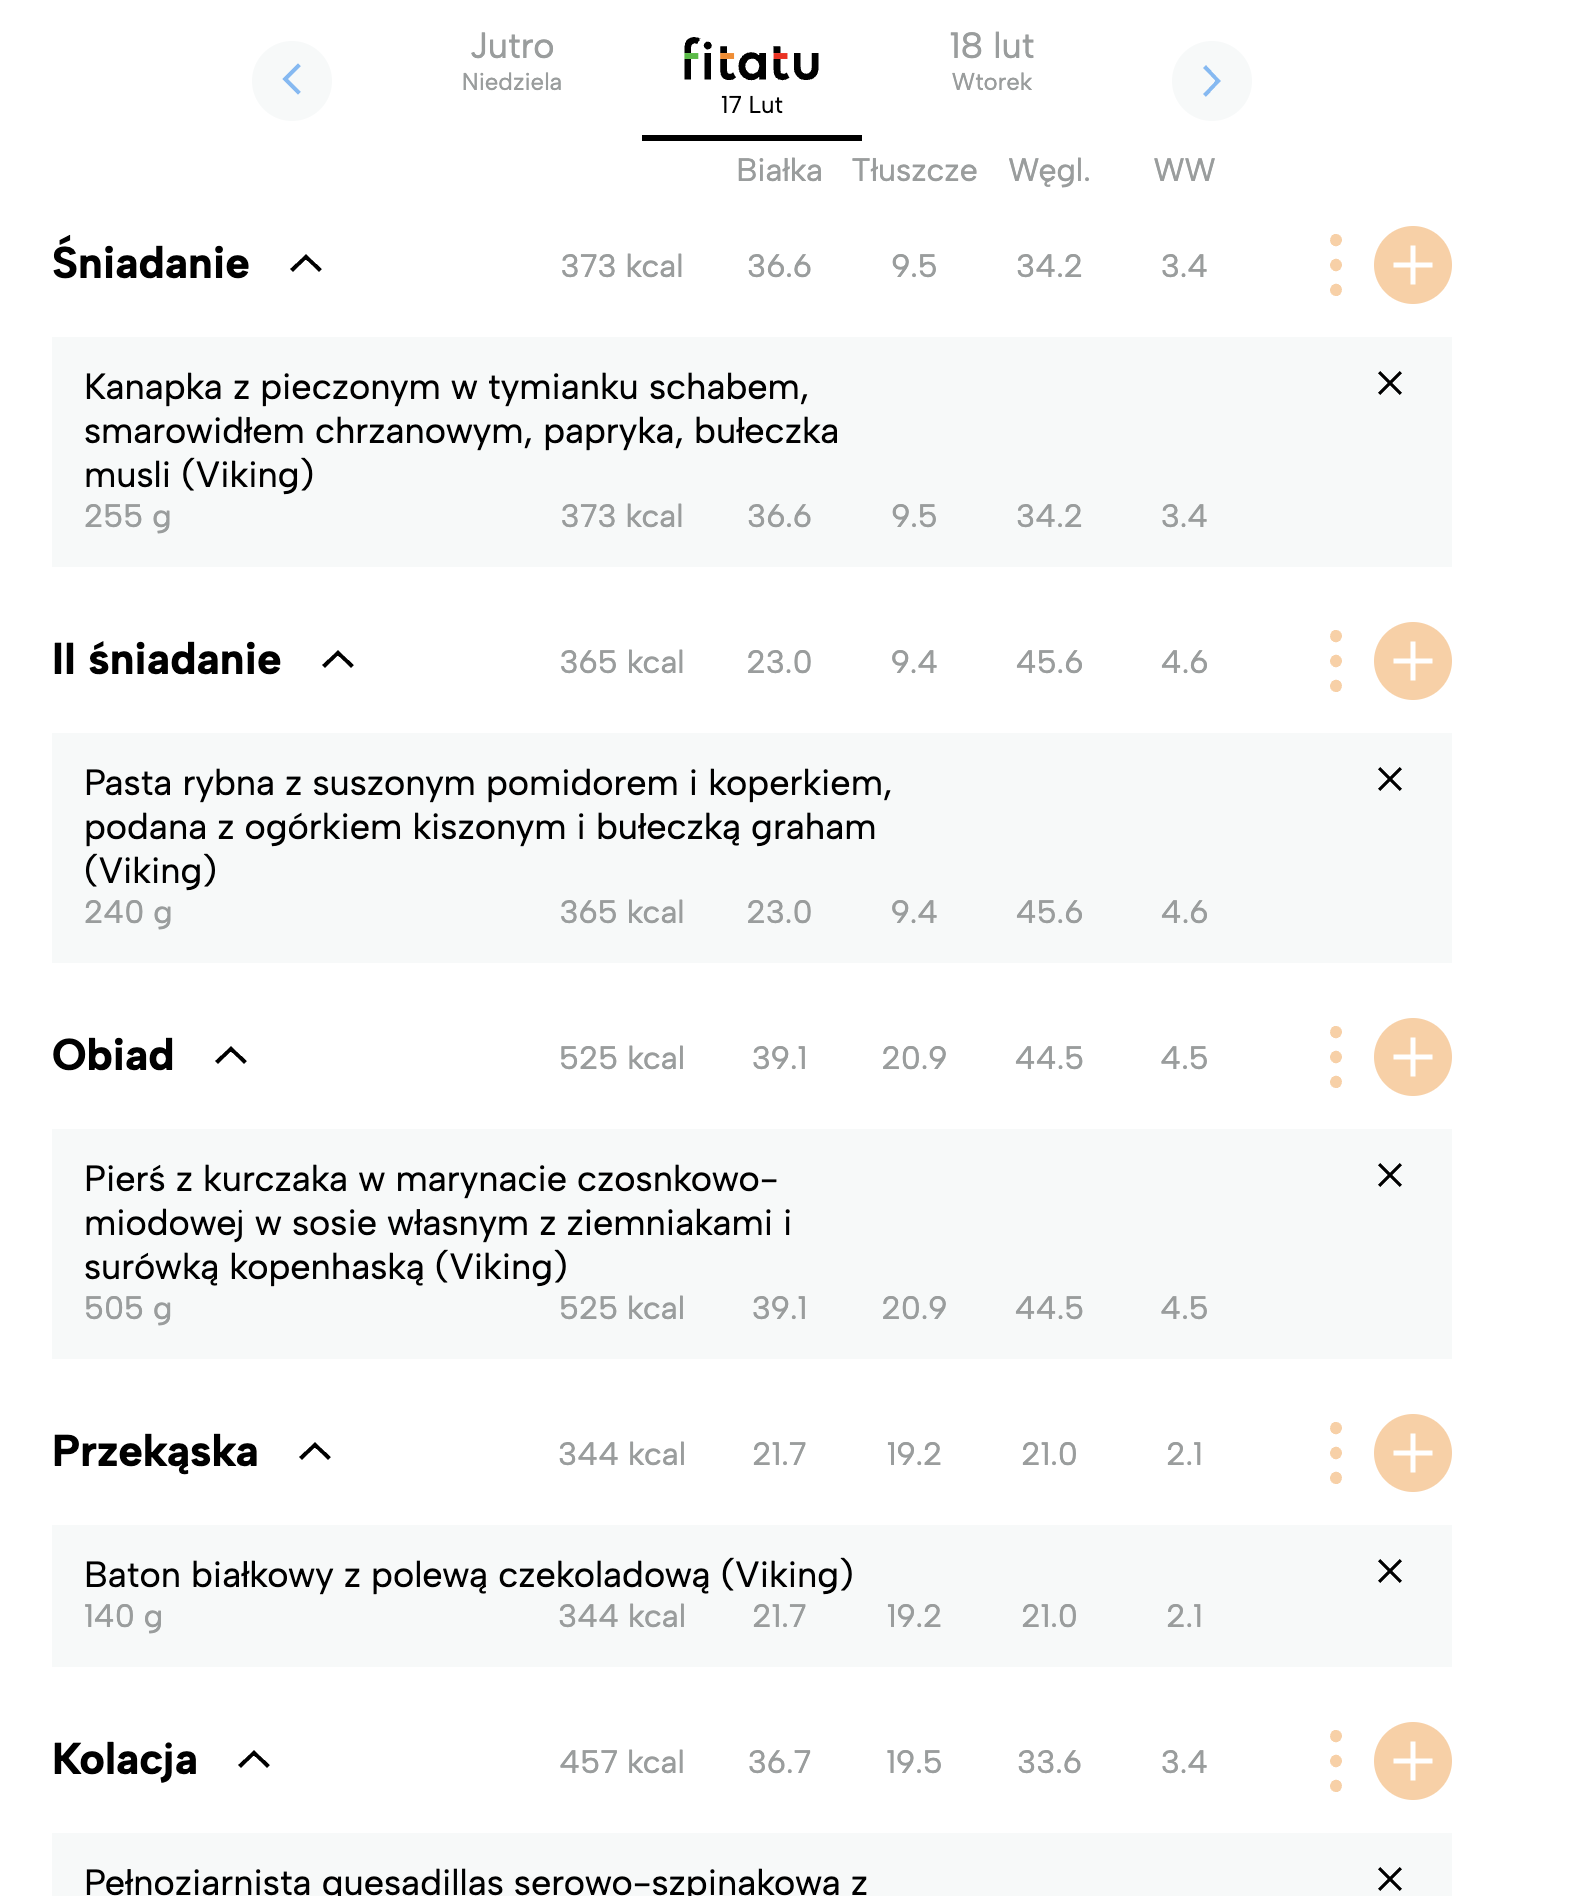 Jutro
Niedziela
fitatu
17 Lut
18 lut
Wtorek
Białka Tłuszcze Węgl. WW
Śniadanie 373 kcal 36.6 9.5 34.2 3.4
Kanapka z pieczonym w tymianku schabem,
smarowidłem chrzanowym, papryka, bułeczka
musli (Viking)
255 g 373 kcal 36.6 9.5 34.2 3.4
II śniadanie 365 kcal 23.0 9.4 45.6 4.6
Pasta rybna z suszonym pomidorem i koperkiem,
podana z ogórkiem kiszonym i bułeczką graham
(Viking)
240 g 365 kcal 23.0 9.4 45.6 4.6
Obiad 525 kcal 39.1 20.9 44.5 4.5
Pierś z kurczaka w marynacie czosnkowo-
miodowej w sosie własnym z ziemniakami i
surówką kopenhaską (Viking)
505 g 525 kcal 39.1 20.9 44.5 4.5
Przekąska 344 kcal 21.7 19.2 21.0 2.1
Baton białkowy z polewą czekoladową (Viking)
140 g 344 kcal 21.7 19.2 21.0 2.1
Kolacja 457 kcal 36.7 19.5 33.6 3.4
Pełnoziarnista quesadillas serowo-szpinakowa z